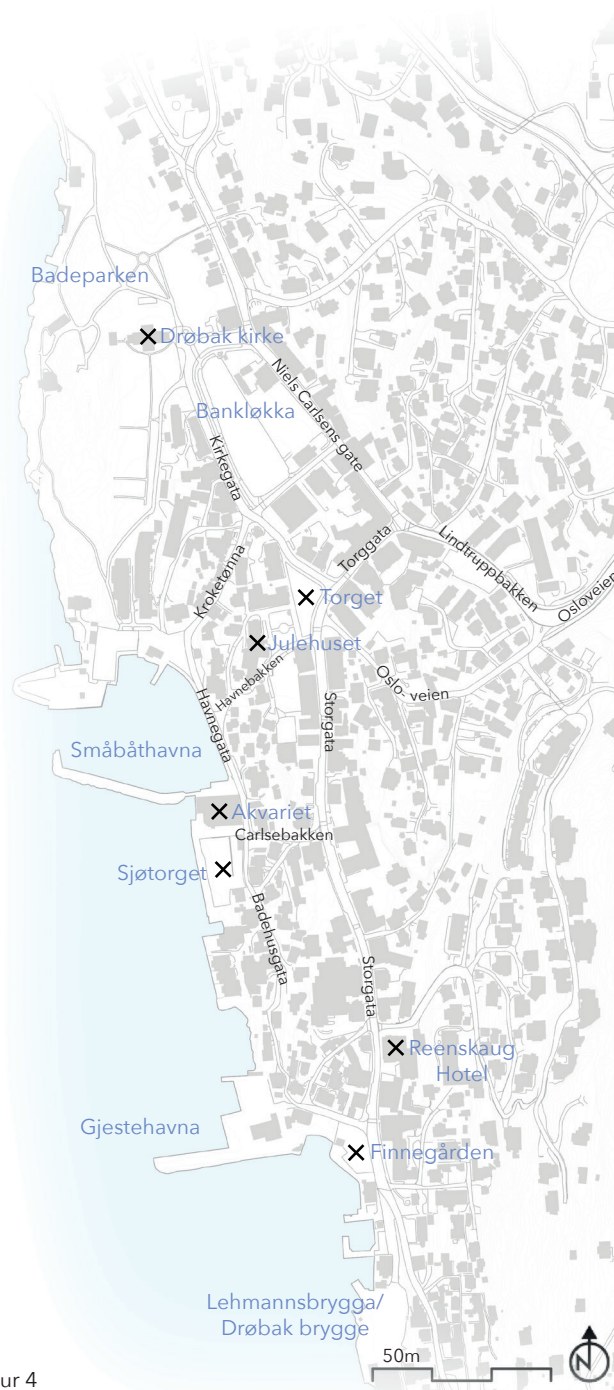 Badeparken
Drøbak kirke
Niels Carlsens gate
Bankløkka
Kirkegata
Torggata
Lindtruppbakken
Osloveien
Kroketønna
Torget
Julehuset
Havnebakken
Oslo- veien
Havnegata
Storgata
Småbåthavna
Akvariet
Carlsebakken
Sjøtorget
Badehusgata
Storgata
Reenskaug
Hotel
Gjestehavna
Finnegården
Lehmannsbrygga/
Drøbak brygge
50m
N
ur 4